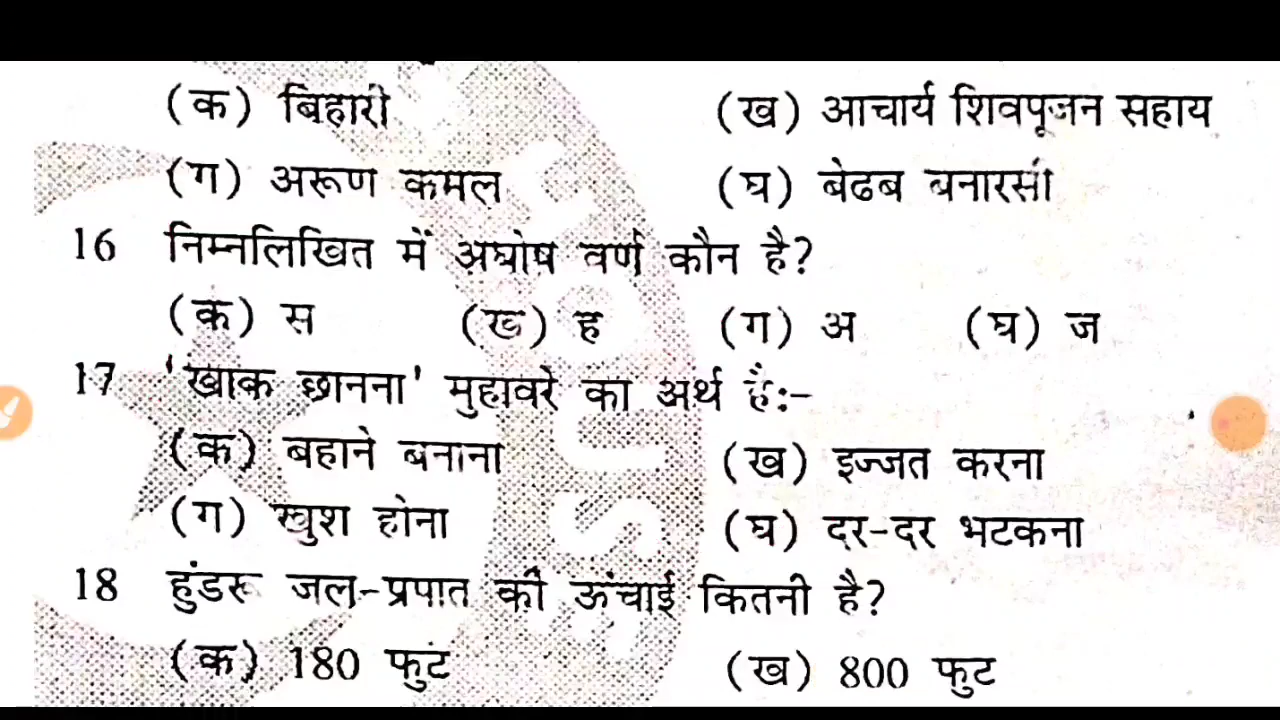 (क) बिहारी (ख) आचार्य शिवपूजन सहाय
(ग) अरूण कमल (घ) बेढब बनारसी
16 निम्नलिखित में अघोष वर्ण कौन है?
(क) स (ख) ह (ग) अ (घ) ज
17 'खाक छानना' मुहावरे का अर्थ है:-
(क) बहाने बनाना (ख) इज्जत करना
(ग) खुश होना (घ) दर-दर भटकना
18 हुंडरू जल-प्रपात की ऊंचाई कितनी है?
(क) 180 फुट (ख) 800 फुट